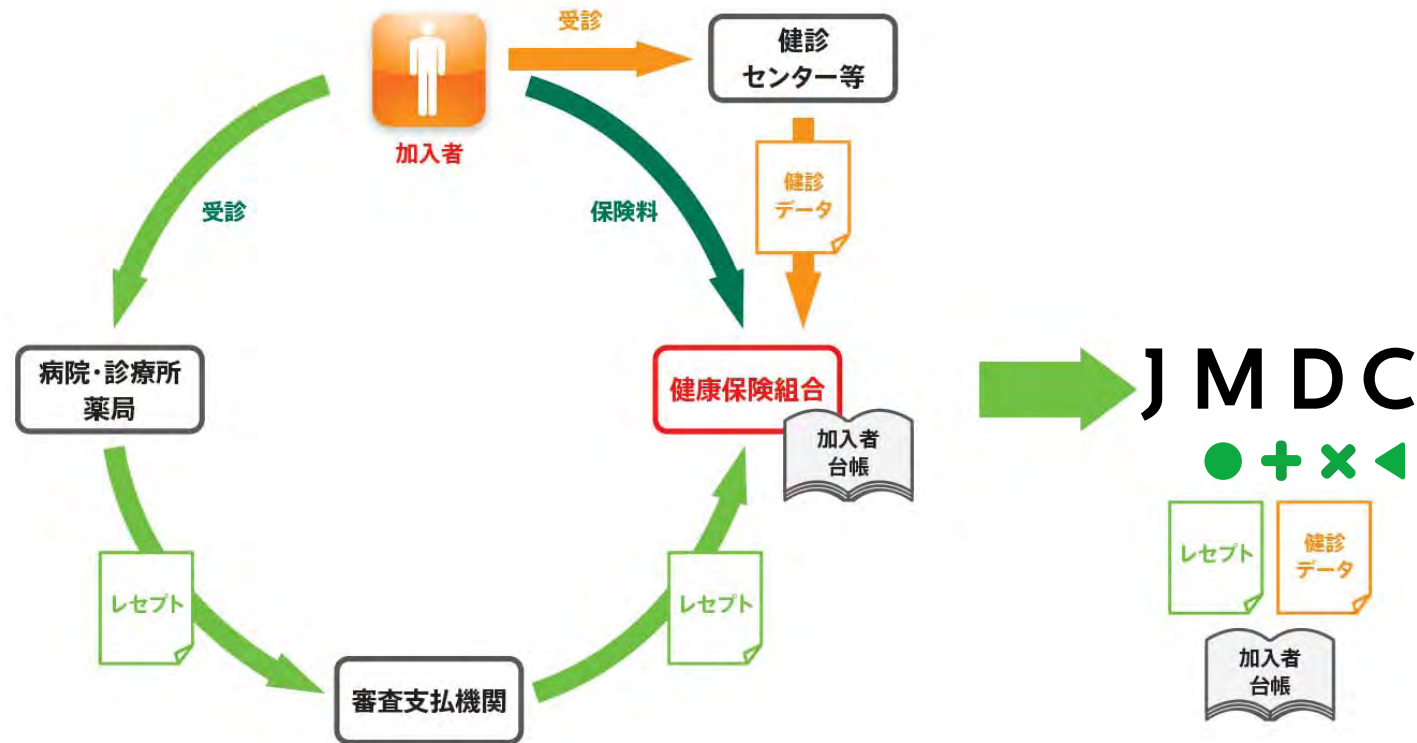 受診
健診
センター等
加入者
健診
データ
受診
保険料
病院・診療所
薬局
健康保険組合
加入者
台帳
JMDC
レセプト
レセプト
審査支払機関
レセプト
健診
データ
加入者
台帳